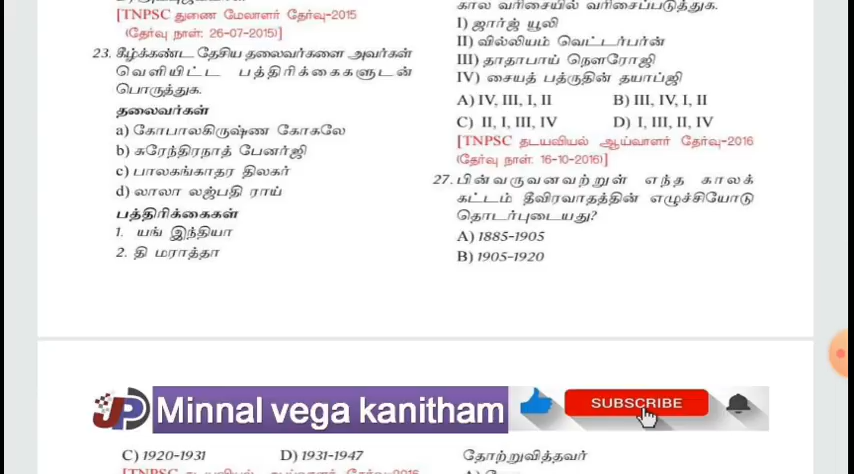 [TNPSC துணை மேலாளர் தேர்வு-2015
(தேர்வு நாள்: 26-07-2015)]
23. கீழ்க்கண்ட தேசிய தலைவர்களை அவர்கள்
வெளியிட்ட பத்திரிக்கைகளுடன்
பொருத்துக.
தலைவர்கள்
a) கோபாலகிருஷ்ண கோகலே
b) சுரேந்திரநாத் பேனர்ஜி
c) பாலகங்காதர திலகர்
d) லாலா லஜ்பதி ராய்
பத்திரிக்கைகள்
1. யங் இந்தியா
2. தி மராத்தா
கால வரிசையில் வரிசைப்படுத்துக.
I) ஜார்ஜ் யூலி
II) வில்லியம் வெட்டர்பர்ன்
III) தாதாபாய் நௌரோஜி
IV) சையத் பத்ருதின் தயாப்ஜி
A) IV, III, I, II B) III, IV, I, II
C) II, I, III, IV D) I, III, II, IV
[TNPSC தடயவியல் ஆய்வாளர் தேர்வு-2016
(தேர்வு நாள்: 16-10-2016)]
27. பின்வருவனவற்றுள் எந்த காலக்
கட்டம் தீவிரவாதத்தின் எழுச்சியோடு
தொடர்புடையது?
A) 1885-1905
B) 1905-1920
JP Minnal vega kanitham
SUBSCRIBE
C) 1920-1931 D) 1931-1947
தோற்றுவித்தவர்